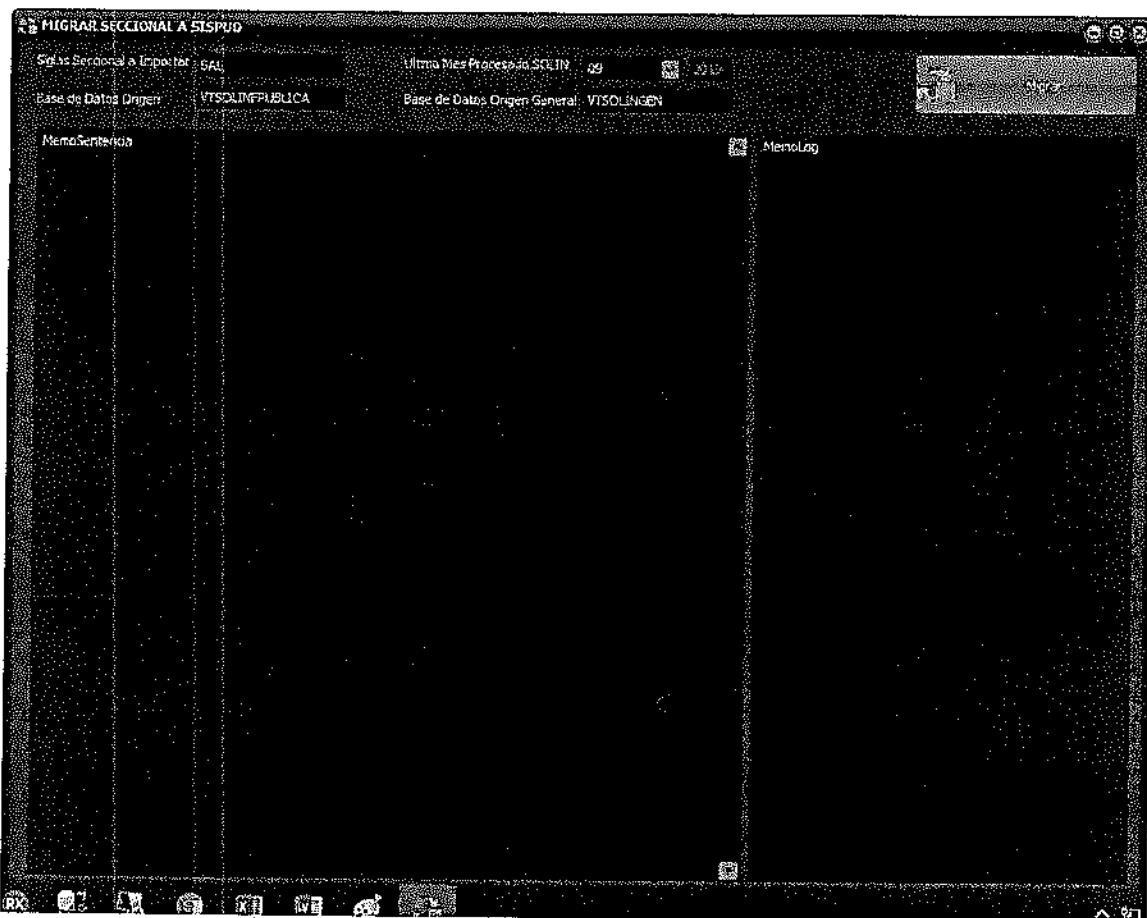 MIGRAR SECCIONAL A SISPUD
Siglas Seccional a Importar SAL Ultimo Mes Procesado SOLIN 09
Migrar
Base de Datos Origen VTSOLINFPUBLICA Base de Datos Origen General VTSOLINGEN
MemoSentencia MemoLog